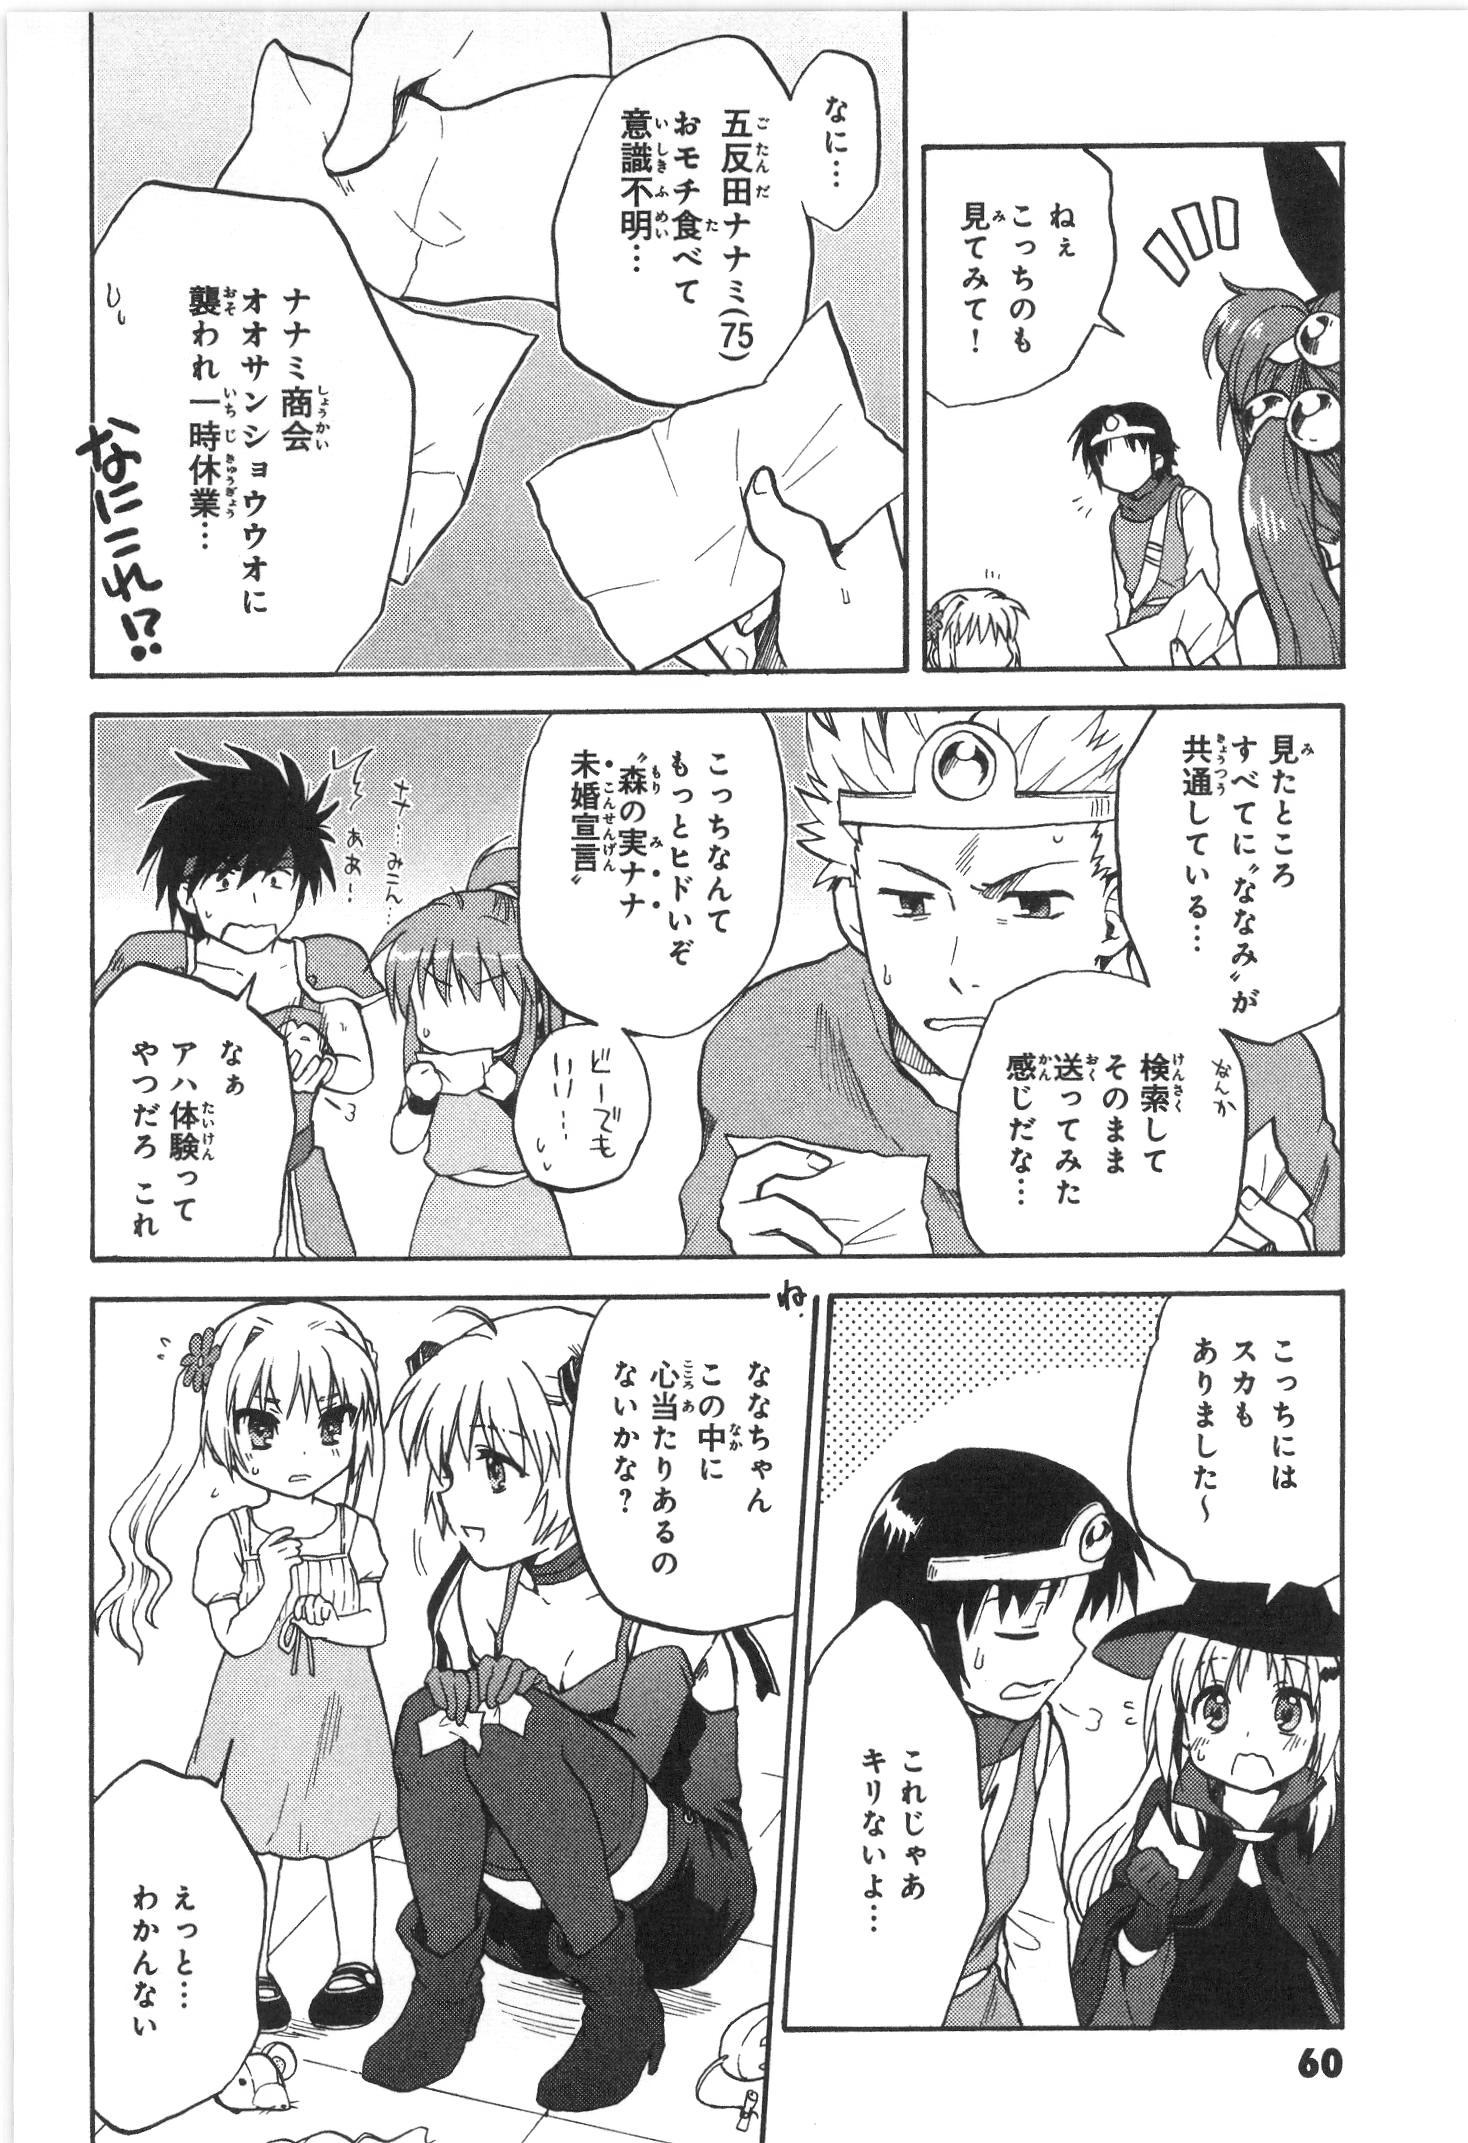 ねぇ
こっちのも
見てみて!
なに…
五反田ナナミ(75)
おモチ食べて
意識不明…
ナナミ商会
オオサンショウウオに
襲われ一時休業…
なにこれ!?
見たところ
すべてに〝ななみ〟が
共通している…
なんか
検索して
そのまま
送ってみた
感じだな…
こっちなんて
もっとヒドいぞ
〝森の実ナナ
未婚宣言〟
どーでも
いい…
ナ…みこん…
ああー
なぁ
アハ体験って
やつだろ これ
こっちには
スカも
ありました〜
これじゃあ
キリないよ…
ね
ななちゃん
この中に
心当たりあるの
ないかな?
えっと…
わかんない
60